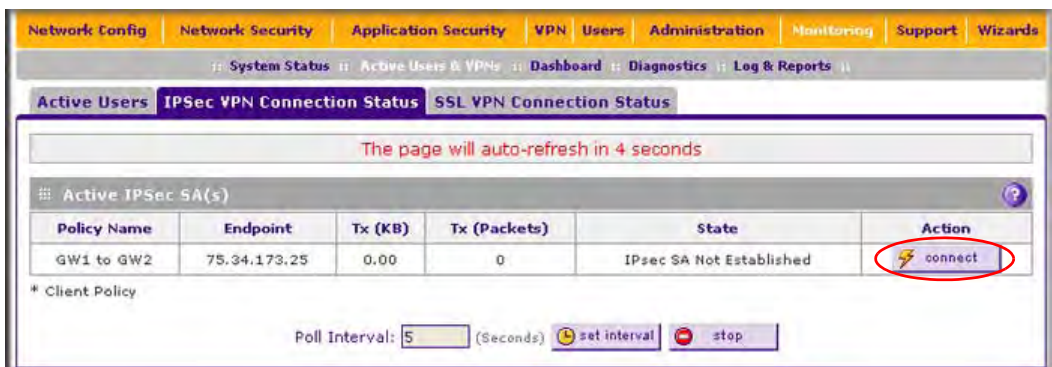 Network Config Network Security Application Security VPN Users Administration Monitoring Support Wizards
:: System Status :: Active Users & VPNs :: Dashboard :: Diagnostics :: Log & Reports ::
Active Users IPSec VPN Connection Status SSL VPN Connection Status
The page will auto-refresh in 4 seconds
Active IPSec SA(s) ?
Policy Name Endpoint Tx (KB) Tx (Packets) State Action
GW1 to GW2 75.34.173.25 0.00 0 IPsec SA Not Established connect
* Client Policy
Poll Interval: 5 (Seconds) set interval stop